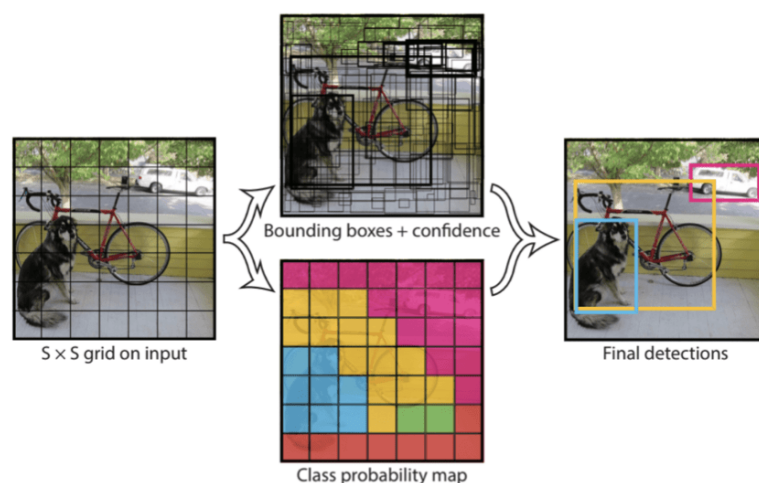 Bounding boxes + confidence
S × S grid on input
Final detections
Class probability map